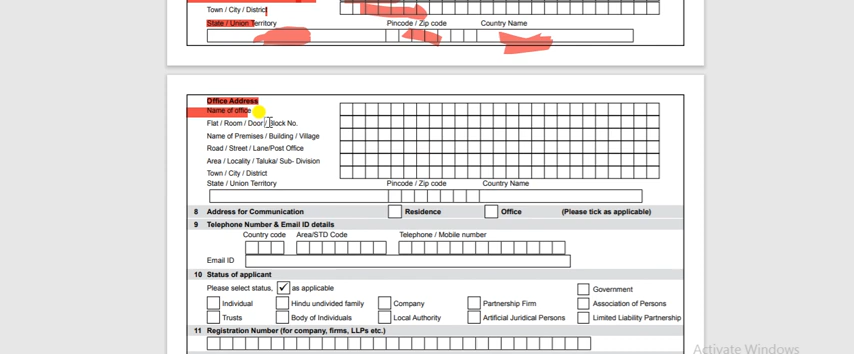 Town / City / District
State / Union Territory Pincode / Zip code Country Name
Office Address
Name of office
Flat / Room / Door / Block No.
Name of Premises / Building / Village
Road / Street / Lane/Post Office
Area / Locality / Taluka/ Sub- Division
Town / City / District
State / Union Territory Pincode / Zip code Country Name
8 Address for Communication Residence Office (Please tick as applicable)
9 Telephone Number & Email ID details
Country code Area/STD Code Telephone / Mobile number
Email ID
10 Status of applicant
Please select status, ✓ as applicable Government
Individual Hindu undivided family Company Partnership Firm Association of Persons
Trusts Body of Individuals Local Authority Artificial Juridical Persons Limited Liability Partnership
11 Registration Number (for company, firms, LLPs etc.)
Activate Windows